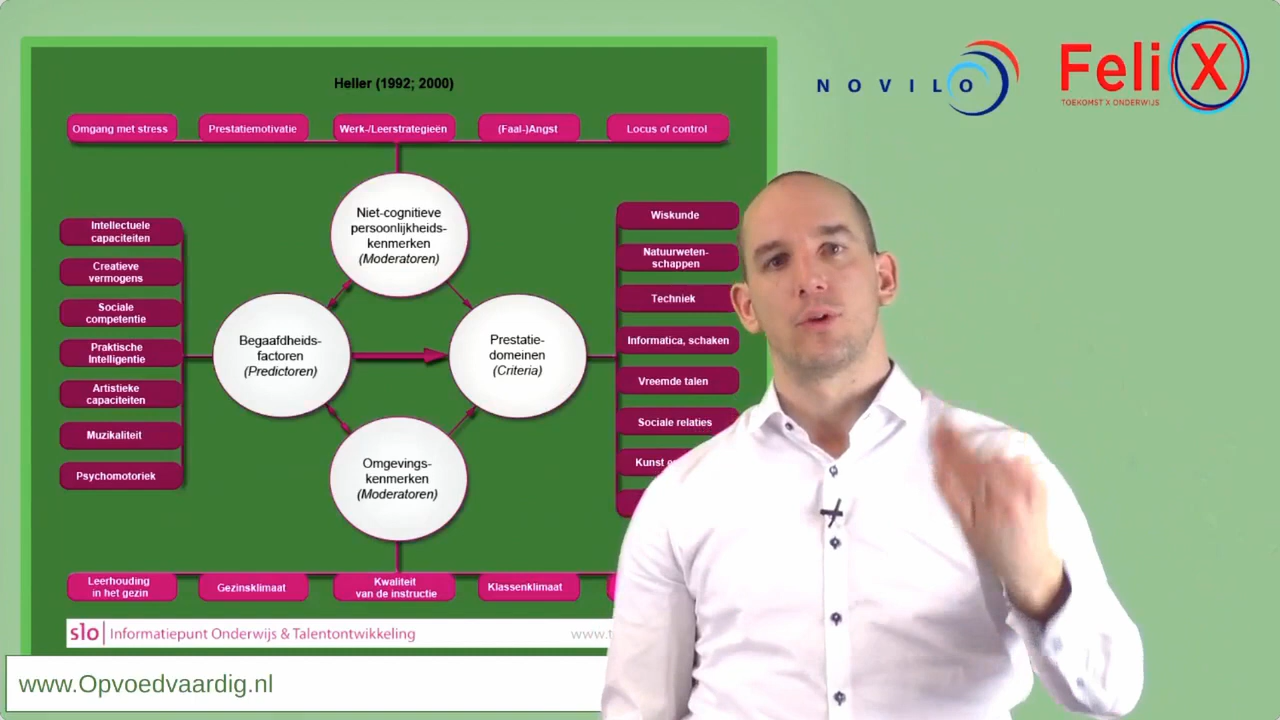 Heller (1992; 2000)
Omgang met stress
Prestatiemotivatie
Werk-/Leerstrategieën
(Faal-)Angst
Locus of control
Niet-cognitieve
persoonlijkheids-
kenmerken
(Moderatoren)
Intellectuele
capaciteiten
Creatieve
vermogens
Sociale
competentie
Praktische
Intelligentie
Artistieke
capaciteiten
Muzikaliteit
Psychomotoriek
Begaafdheids-
factoren
(Predictoren)
Prestatie-
domeinen
(Criteria)
Wiskunde
Natuurweten-
schappen
Techniek
Informatica, schaken
Vreemde talen
Sociale relaties
Kunst
Omgevings-
kenmerken
(Moderatoren)
Leerhouding
in het gezin
Gezinsklimaat
Kwaliteit
van de instructie
Klassenklimaat
slo Informatiepunt Onderwijs & Talentontwikkeling
www.Opvoedvaardig.nl
NOVILO
FeliX
TOEKOMST X ONDERWIJS